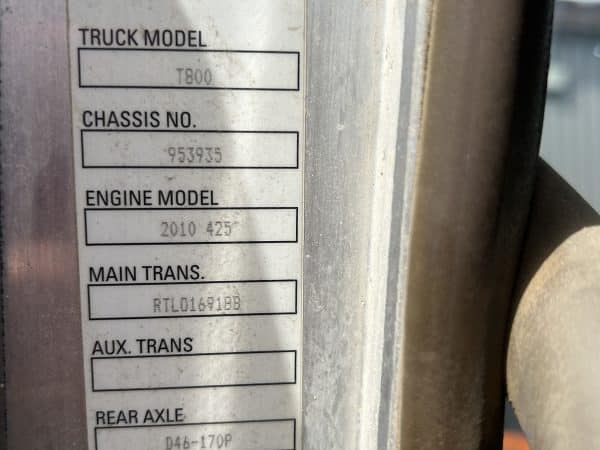 TRUCK MODEL
T800
CHASSIS NO.
953935
ENGINE MODEL
2010 425
MAIN TRANS.
RTLO16918B
AUX. TRANS
REAR AXLE
D46-170P